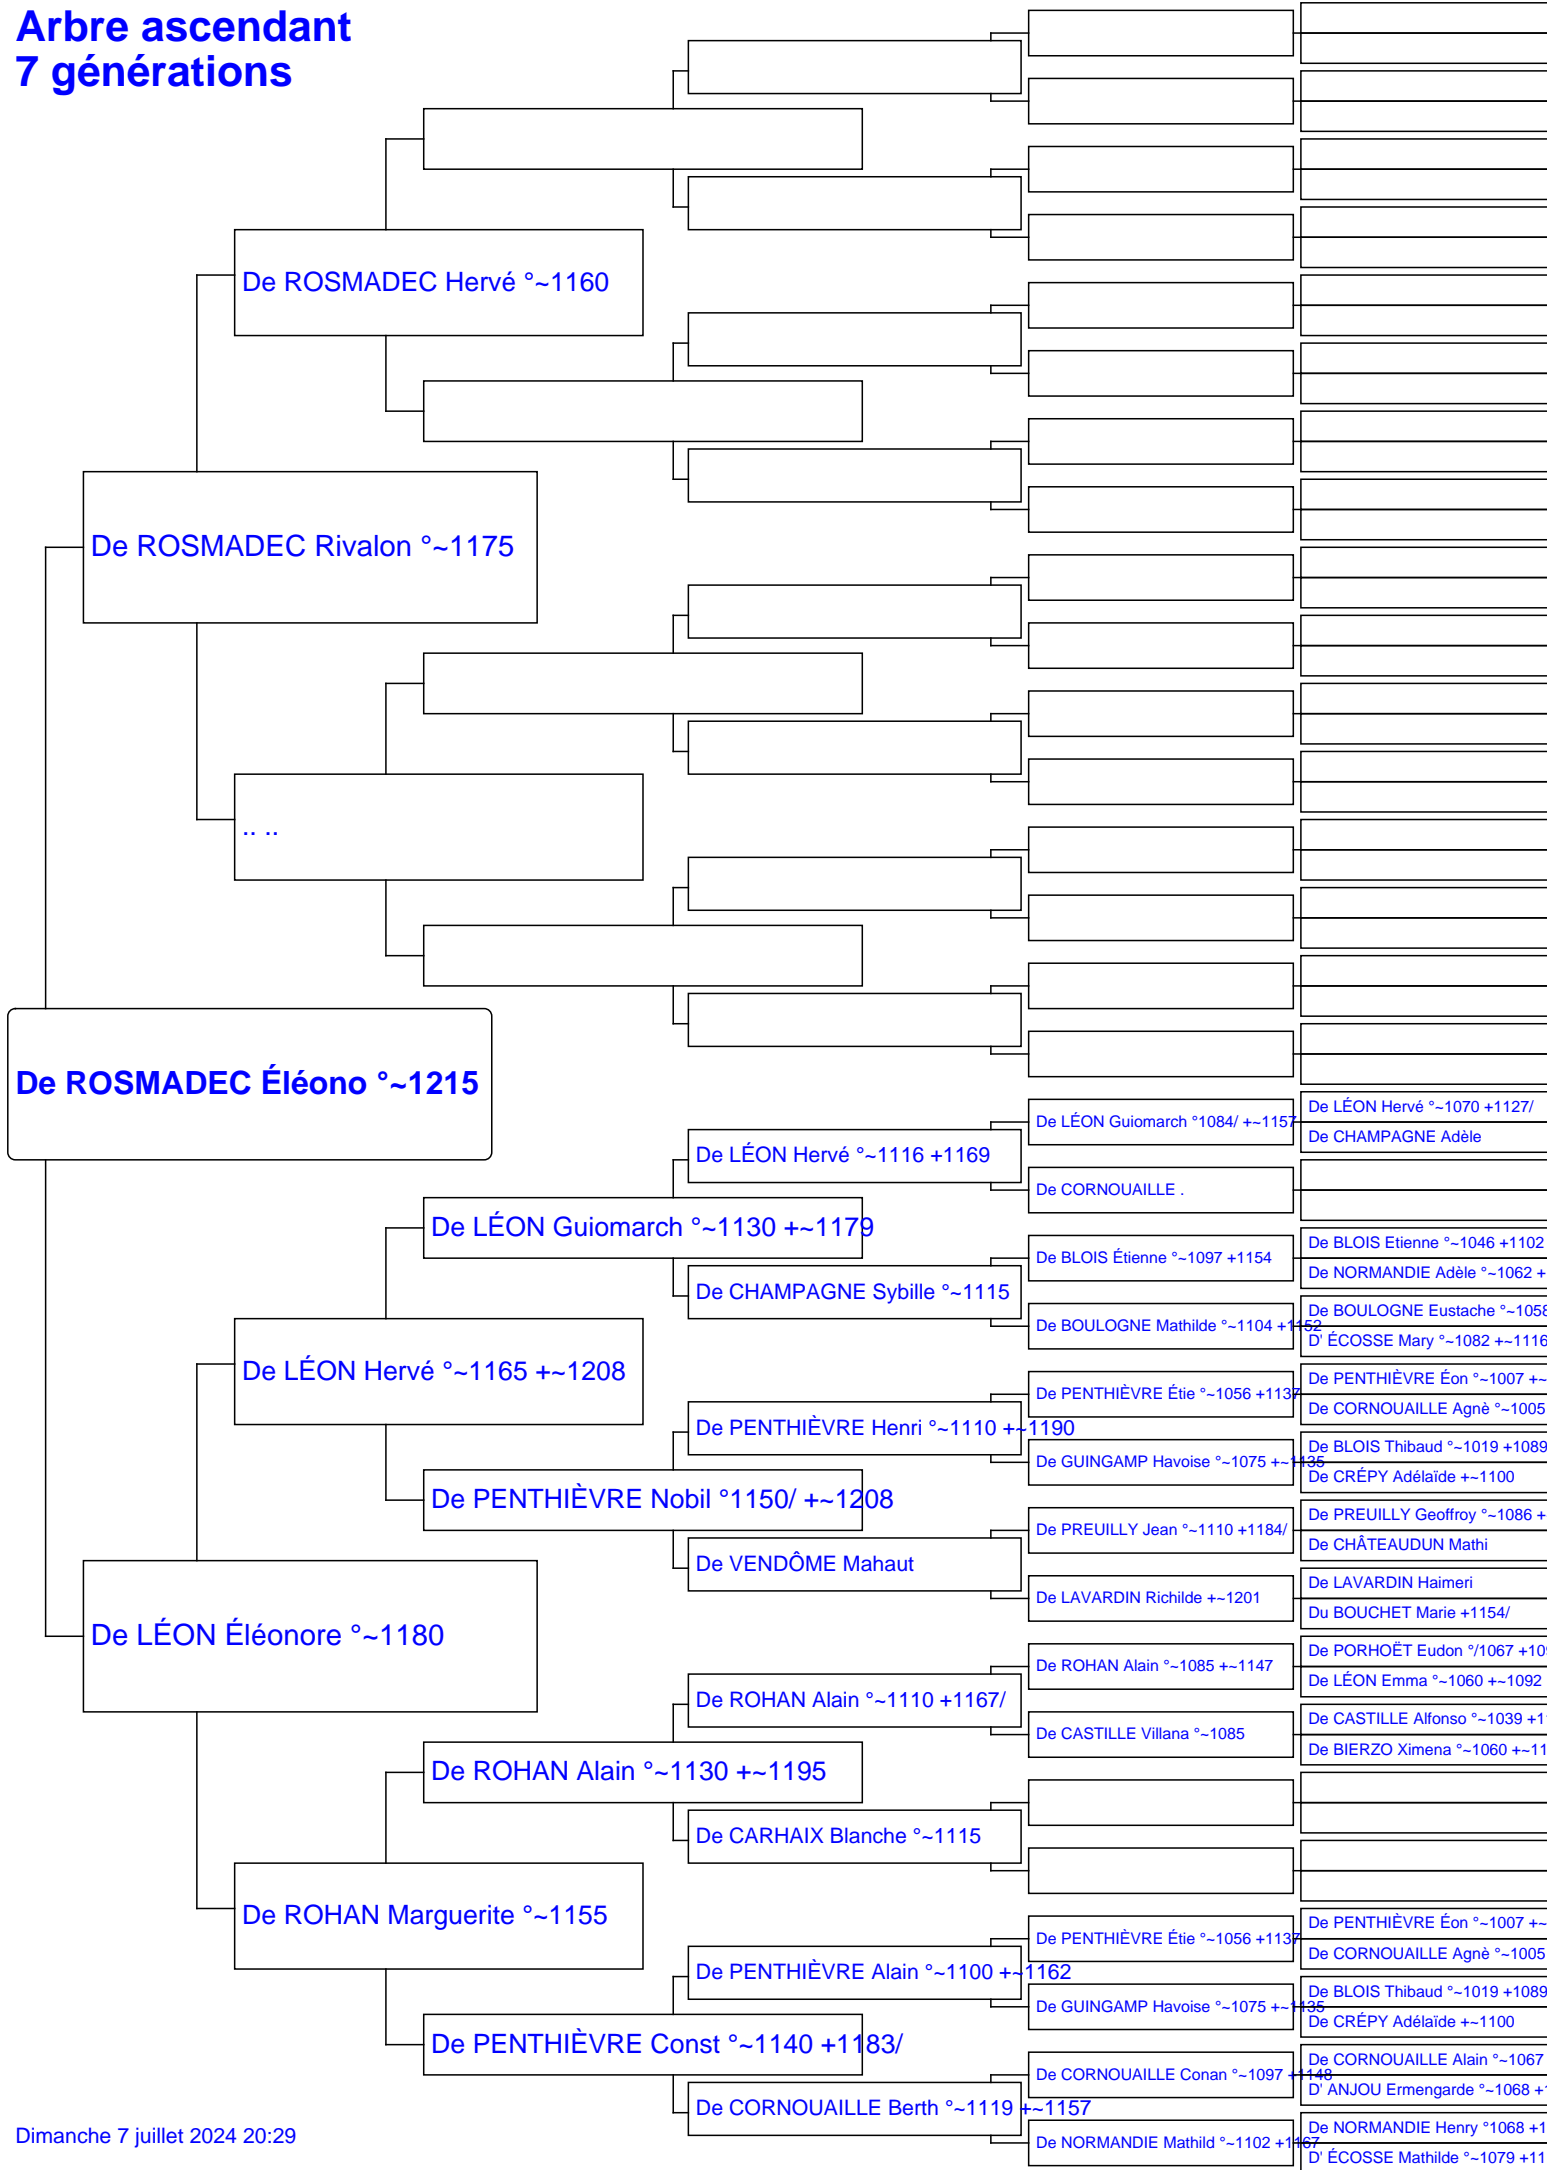 Arbre ascendant
7 générations
De ROSMADEC Hervé °~1160
De ROSMADEC Rivalon °~1175
.. ..
De ROSMADEC Éléono °~1215
De LÉON Hervé °~1070 +1127/
De LÉON Guiomarch °1084/ +~1157
De CHAMPAGNE Adèle
De LÉON Hervé °~1116 +1169
De CORNOUAILLE .
De LÉON Guiomarch °~1130 +~1179
De BLOIS Etienne °~1046 +1102
De BLOIS Étienne °~1097 +1154
De NORMANDIE Adèle °~1062 +
De CHAMPAGNE Sybille °~1115
De BOULOGNE Eustache °~1058
De BOULOGNE Mathilde °~1104 +1152
D' ÉCOSSE Mary °~1082 +~1116
De LÉON Hervé °~1165 +~1208
De PENTHIÈVRE Éon °~1007 +~
De PENTHIÈVRE Étie °~1056 +1137
De CORNOUAILLE Agnè °~1005
De PENTHIÈVRE Henri °~1110 +~1190
De BLOIS Thibaud °~1019 +1089
De GUINGAMP Havoise °~1075 +~1135
De CRÉPY Adélaïde +~1100
De PENTHIÈVRE Nobil °1150/ +~1208
De PREUILLY Geoffroy °~1086 +
De PREUILLY Jean °~1110 +1184/
De CHÂTEAUDUN Mathi
De VENDÔME Mahaut
De LAVARDIN Haimeri
De LAVARDIN Richilde +~1201
Du BOUCHET Marie +1154/
De LÉON Éléonore °~1180
De PORHOËT Eudon °/1067 +109
De ROHAN Alain °~1085 +~1147
De LÉON Emma °~1060 +~1092
De ROHAN Alain °~1110 +1167/
De CASTILLE Alfonso °~1039 +1
De CASTILLE Villana °~1085
De BIERZO Ximena °~1060 +~11
De ROHAN Alain °~1130 +~1195
De CARHAIX Blanche °~1115
De ROHAN Marguerite °~1155
De PENTHIÈVRE Éon °~1007 +~
De PENTHIÈVRE Étie °~1056 +1137
De CORNOUAILLE Agnè °~1005
De PENTHIÈVRE Alain °~1100 +~1162
De BLOIS Thibaud °~1019 +1089
De GUINGAMP Havoise °~1075 +~1135
De CRÉPY Adélaïde +~1100
De PENTHIÈVRE Const °~1140 +1183/
De CORNOUAILLE Alain °~1067
De CORNOUAILLE Conan °~1097 +1148
D' ANJOU Ermengarde °~1068 +1
De CORNOUAILLE Berth °~1119 +~1157
De NORMANDIE Henry °1068 +1
De NORMANDIE Mathild °~1102 +1167
D' ÉCOSSE Mathilde °~1079 +11
Dimanche 7 juillet 2024 20:29